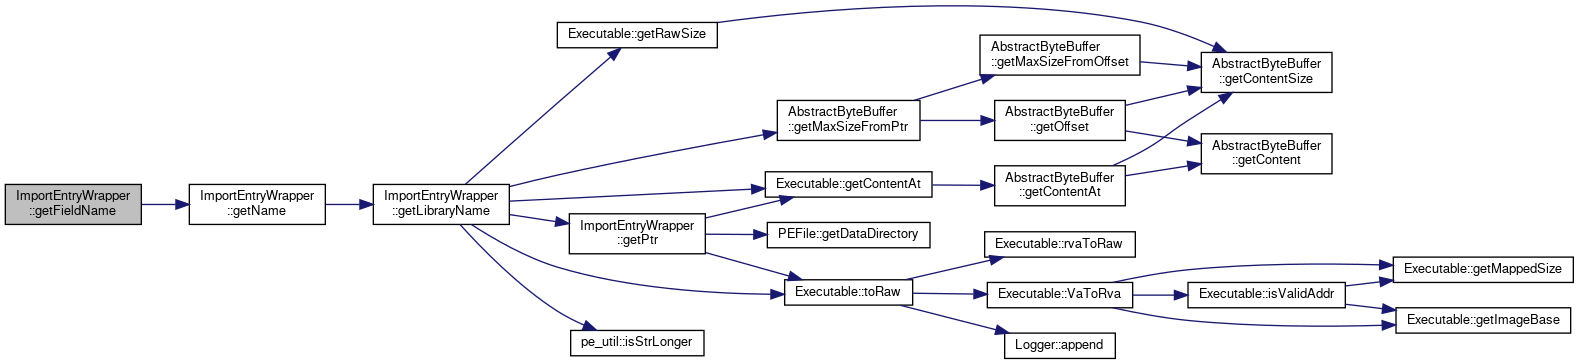 ImportEntryWrapper
::getFieldName
ImportEntryWrapper
::getName
ImportEntryWrapper
::getLibraryName
Executable::getRawSize
AbstractByteBuffer
::getMaxSizeFromPtr
Executable::getContentAt
ImportEntryWrapper
::getPtr
PEFile::getDataDirectory
Executable::toRaw
pe_util::isStrLonger
AbstractByteBuffer
::getMaxSizeFromOffset
AbstractByteBuffer
::getOffset
AbstractByteBuffer
::getContentAt
Executable::rvaToRaw
Executable::VaToRva
Logger::append
AbstractByteBuffer
::getContentSize
AbstractByteBuffer
::getContent
Executable::isValidAddr
Executable::getMappedSize
Executable::getImageBase